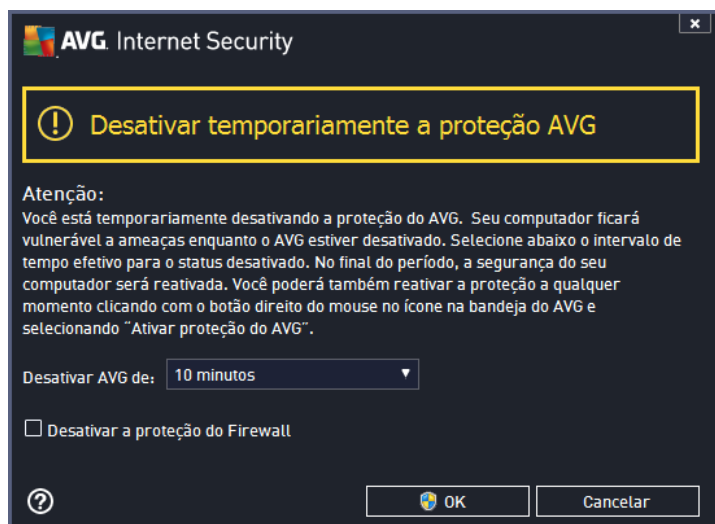 AVG. Internet Security
Desativar temporariamente a proteção AVG
Atenção:
Você está temporariamente desativando a proteção do AVG. Seu computador ficará
vulnerável a ameaças enquanto o AVG estiver desativado. Selecione abaixo o intervalo de
tempo efetivo para o status desativado. No final do período, a segurança do seu
computador será reativada. Você poderá também reativar a proteção a qualquer
momento clicando com o botão direito do mouse no ícone na bandeja do AVG e
selecionando "Ativar proteção do AVG".
Desativar AVG de: 10 minutos
Desativar a proteção do Firewall
OK Cancelar